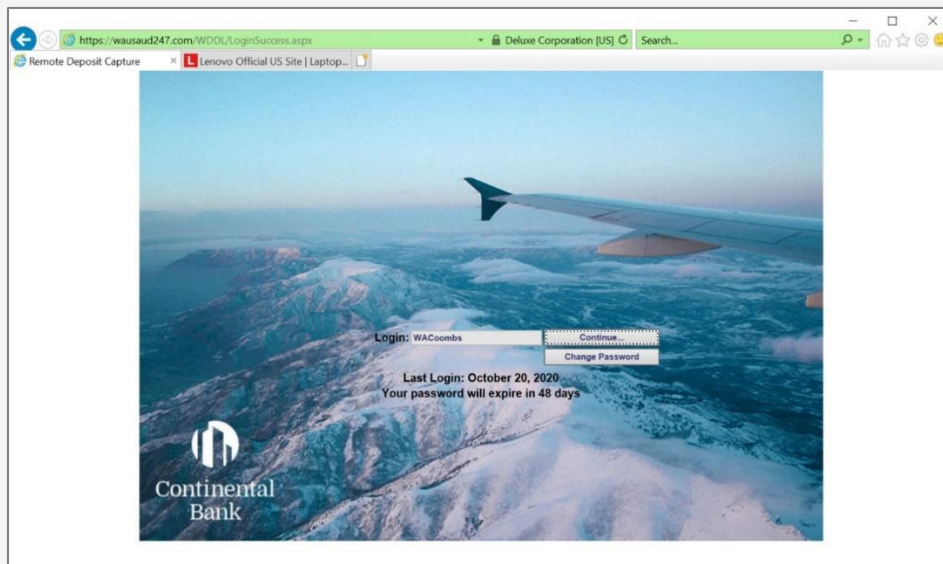 https://wausaud247.com/WDDL/LoginSuccess.aspx
Deluxe Corporation [US]
Search...
Remote Deposit Capture
L Lenovo Official US Site | Laptop...
Login: WACoombs
Continue...
Change Password
Last Login: October 20, 2020
Your password will expire in 48 days
Continental
Bank